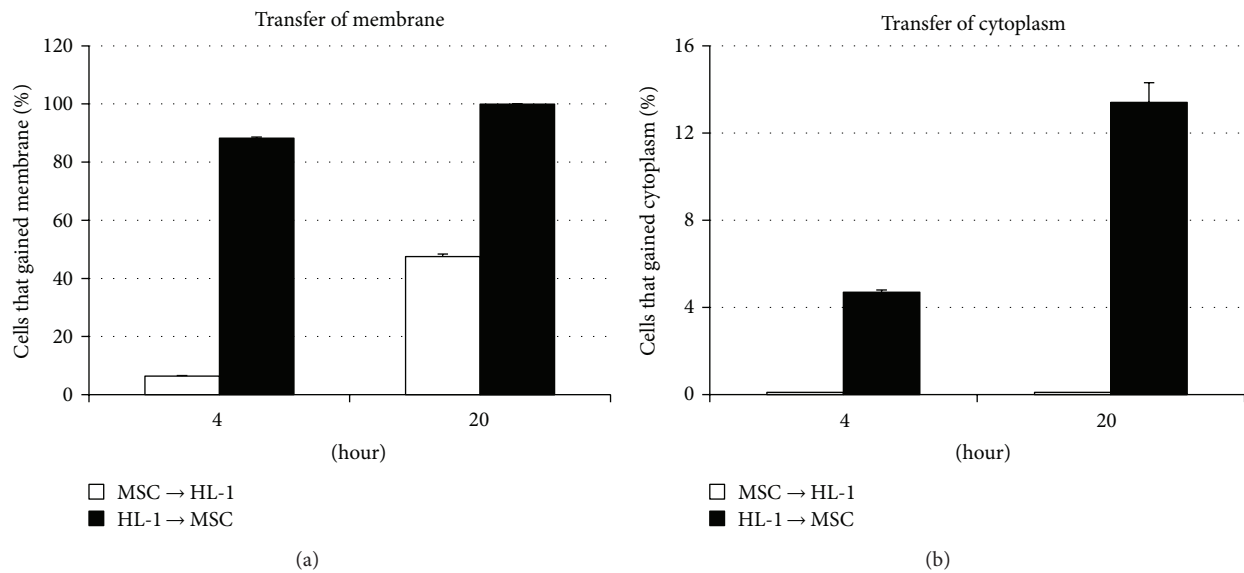 Transfer of membrane
Cells that gained membrane (%)
120
100
80
60
40
20
0
4
20
(hour)
MSC → HL-1
HL-1 → MSC
(a)
Transfer of cytoplasm
Cells that gained cytoplasm (%)
16
12
8
4
0
4
20
(hour)
MSC → HL-1
HL-1 → MSC
(b)